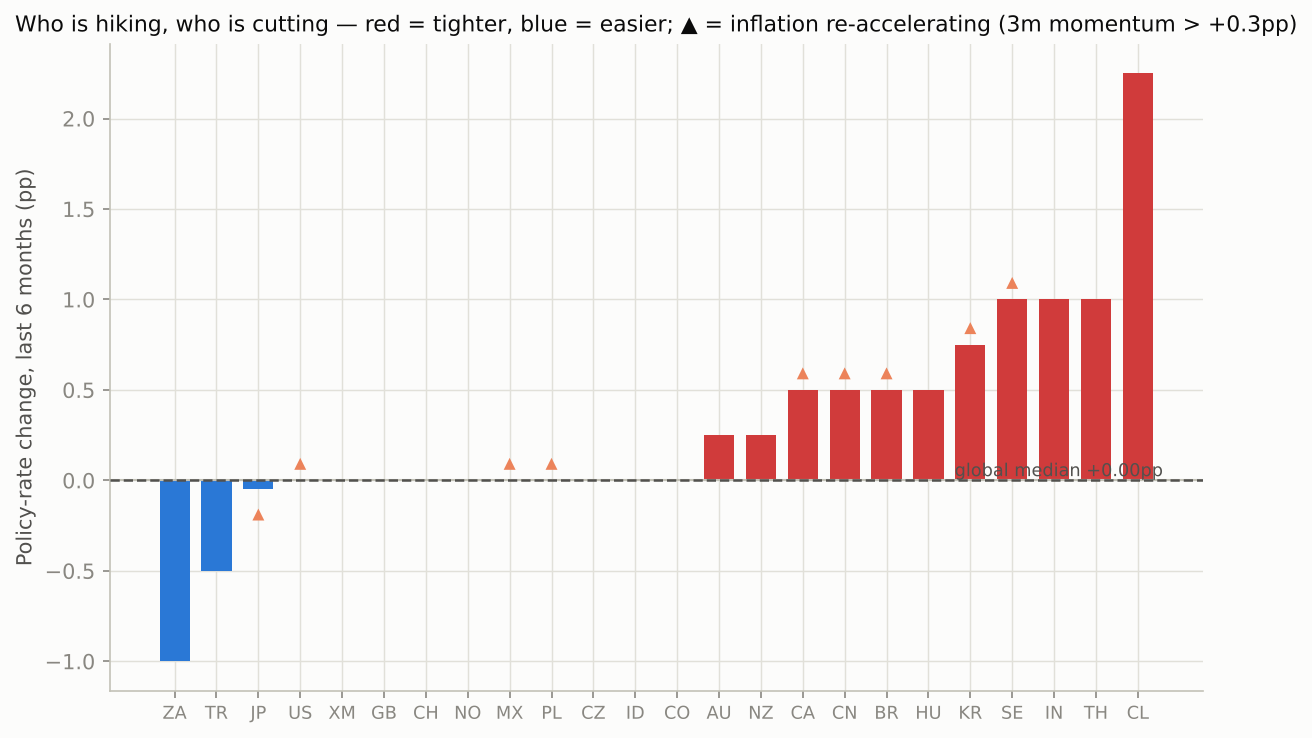 Who is hiking, who is cutting — red = tighter, blue = easier; ▲ = inflation re-accelerating (3m momentum > +0.3pp)
Policy-rate change, last 6 months (pp)
2.0
1.5
1.0
0.5
0.0
−0.5
−1.0
global median +0.00pp
ZA TR JP US XM GB CH NO MX PL CZ ID CO AU NZ CA CN BR HU KR SE IN TH CL